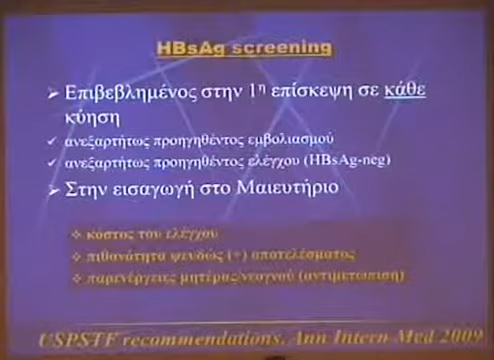 HBsAg screening
➢ Επιβεβλημένος στην 1η επίσκεψη σε κάθε
κύηση
✓ ανεξαρτήτως προηγηθέντος εμβολιασμού
✓ ανεξαρτήτως προηγηθέντος ελέγχου (HBsAg-neg)
➢ Στην εισαγωγή στο Μαιευτήριο
❖ κόστος του ελέγχου
❖ πιθανότητα ψευδώς (+) αποτελέσματος
❖ παρενέργειες μητέρας/νεογνού (αντιμετώπιση)
USPSTF recommendations. Ann Intern Med 2009